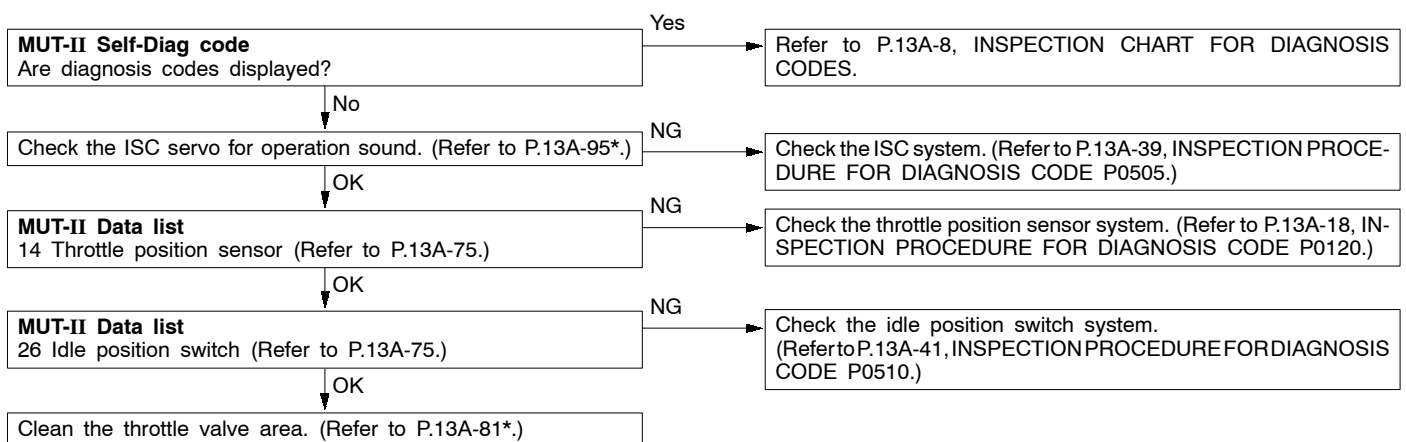 MUT-II Self-Diag code
Are diagnosis codes displayed?
Yes
Refer to P.13A-8, INSPECTION CHART FOR DIAGNOSIS
CODES.
No
Check the ISC servo for operation sound. (Refer to P.13A-95*.)
NG
Check the ISC system. (Refer to P.13A-39, INSPECTION PROCE-
DURE FOR DIAGNOSIS CODE P0505.)
OK
MUT-II Data list
14 Throttle position sensor (Refer to P.13A-75.)
NG
Check the throttle position sensor system. (Refer to P.13A-18, IN-
SPECTION PROCEDURE FOR DIAGNOSIS CODE P0120.)
OK
MUT-II Data list
26 Idle position switch (Refer to P.13A-75.)
NG
Check the idle position switch system.
(Refer to P.13A-41, INSPECTION PROCEDURE FOR DIAGNOSIS
CODE P0510.)
OK
Clean the throttle valve area. (Refer to P.13A-81*.)